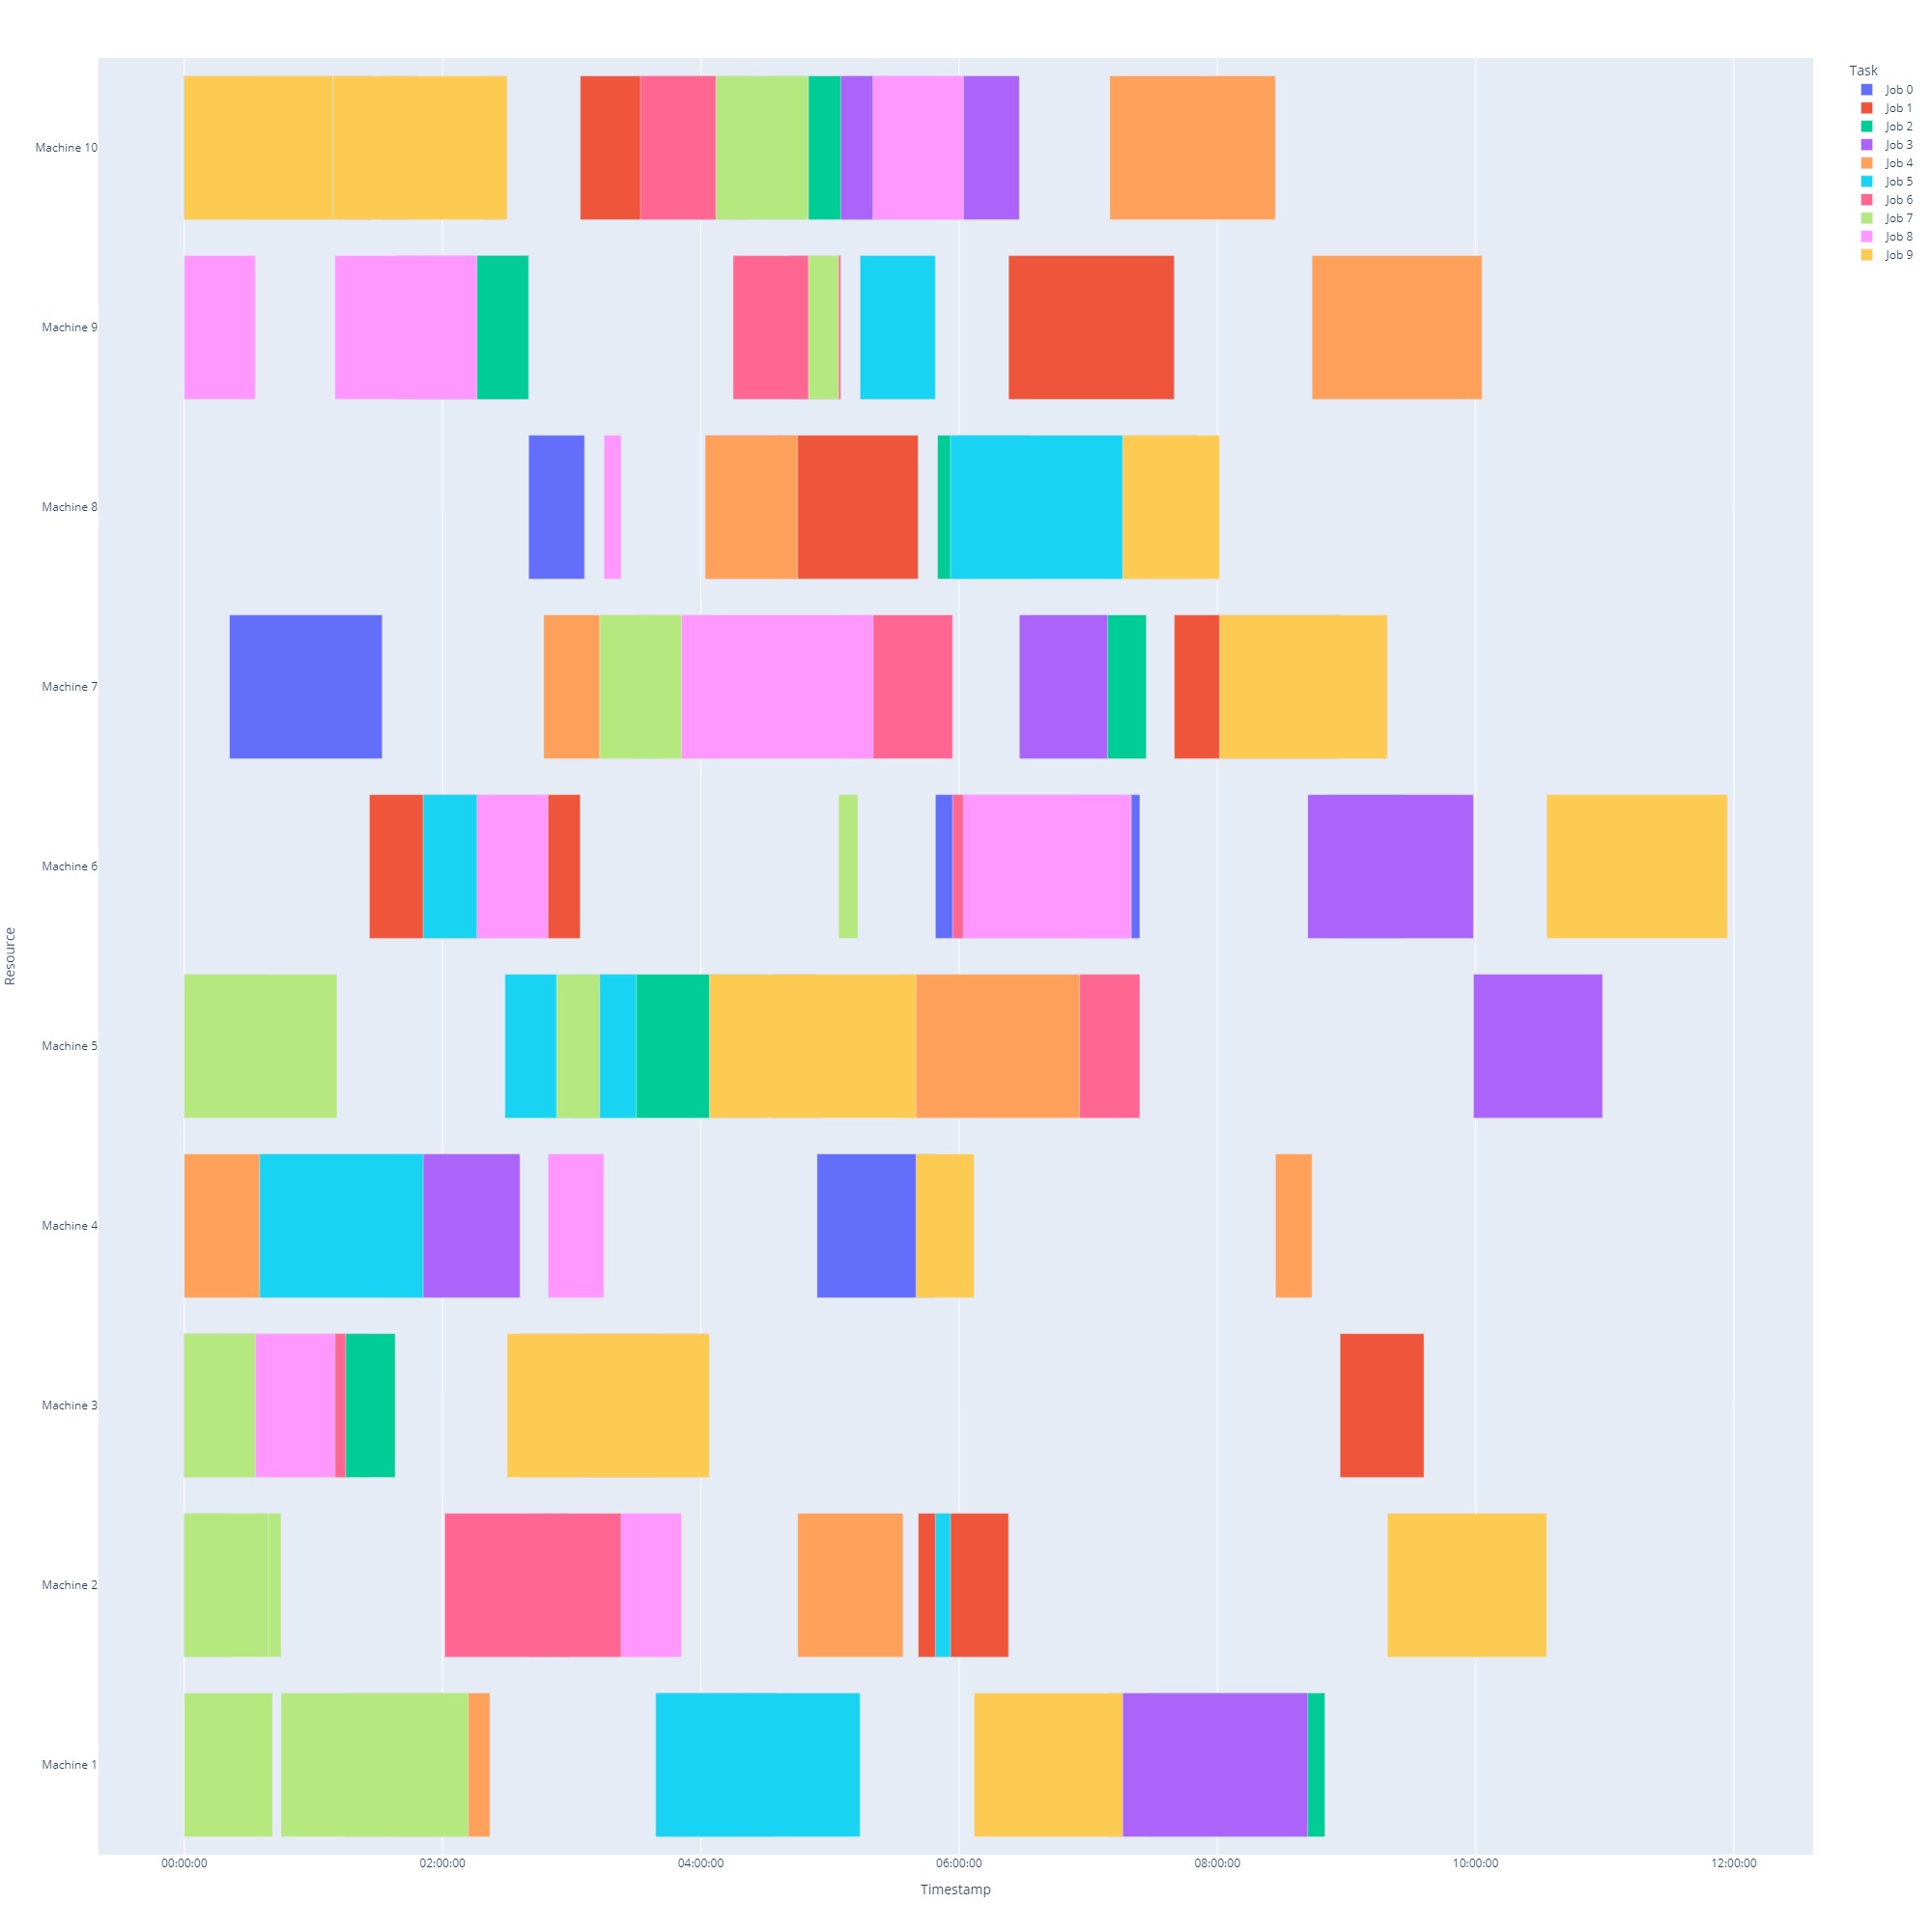 Task
Job 0
Job 1
Job 2
Job 3
Job 4
Job 5
Job 6
Job 7
Job 8
Job 9
Machine 10
Machine 9
Machine 8
Machine 7
Machine 6
Machine 5
Machine 4
Machine 3
Machine 2
Machine 1
Resource
00:00:00
02:00:00
04:00:00
06:00:00
08:00:00
10:00:00
12:00:00
Timestamp